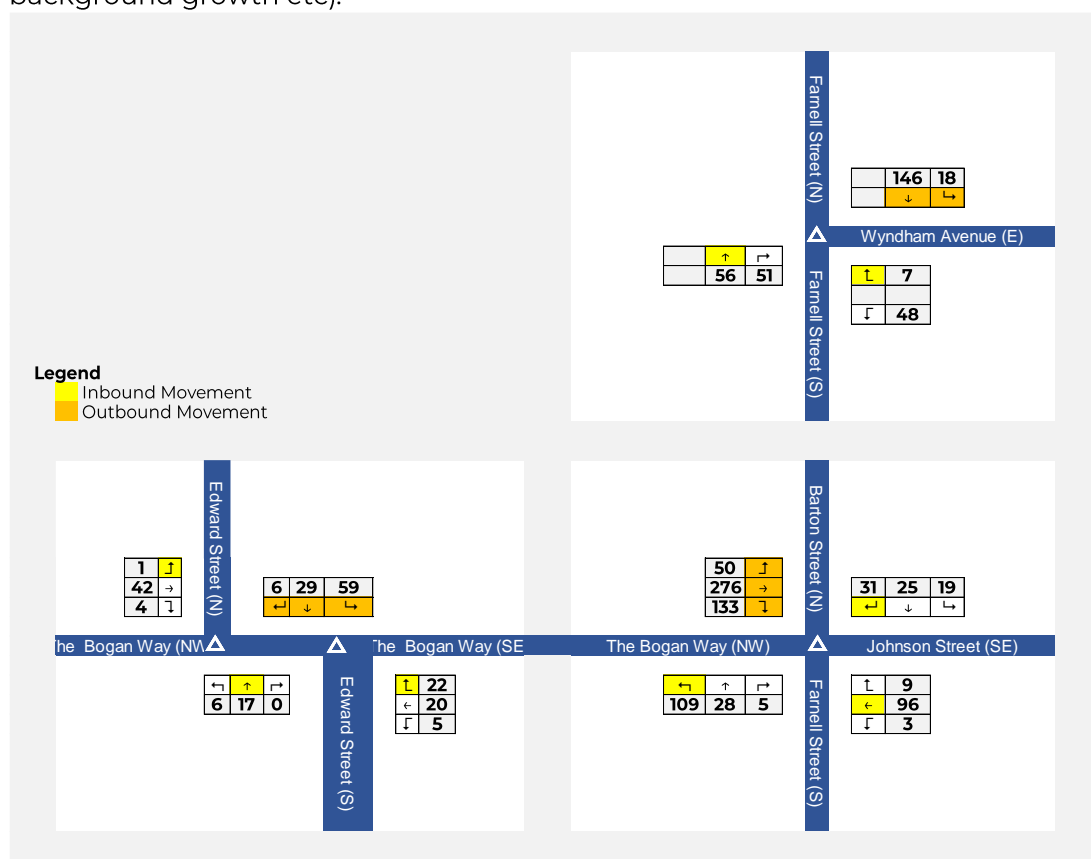 background growth etc).
Farnell Street (N)
146 18
↓ ↳
Wyndham Avenue (E)
↑ ↱
56 51
↥ 7
↧ 48
Farnell Street (S)
Legend
Inbound Movement
Outbound Movement
Edward Street (N)
1
42 →
4
6 29 59
↵ ↓ ↳
he Bogan Way (NW
he Bogan Way (SE
↰ ↑ ↱
6 17 0
Edward Street (S)
22
← 20
5
Barton Street (N)
50
276 →
133
31 25 19
↵ ↓ ↳
The Bogan Way (NW)
Johnson Street (SE)
↰ ↑ ↱
109 28 5
Farnell Street (S)
9
← 96
3